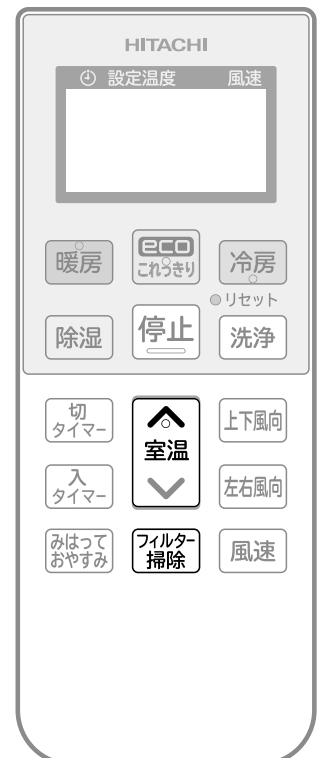 HITACHI
設定温度 風速
暖房
eco
これっきり
冷房
リセット
除湿
停止
洗浄
切
タイマー
室温
上下風向
入
タイマー
左右風向
みはって
おやすみ
フィルター
掃除
風速